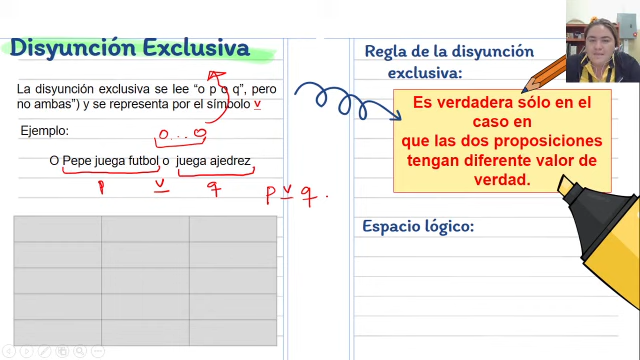 Disyunción Exclusiva
La disyunción exclusiva se lee "o p o q", pero
no ambas") y se representa por el símbolo v
Ejemplo:
o...o
O Pepe juega futbol o juega ajedrez
p v q
p v q .
Regla de la disyunción
exclusiva:
Es verdadera sólo en el
caso en
que las dos proposiciones
tengan diferente valor de
verdad.
Espacio lógico: